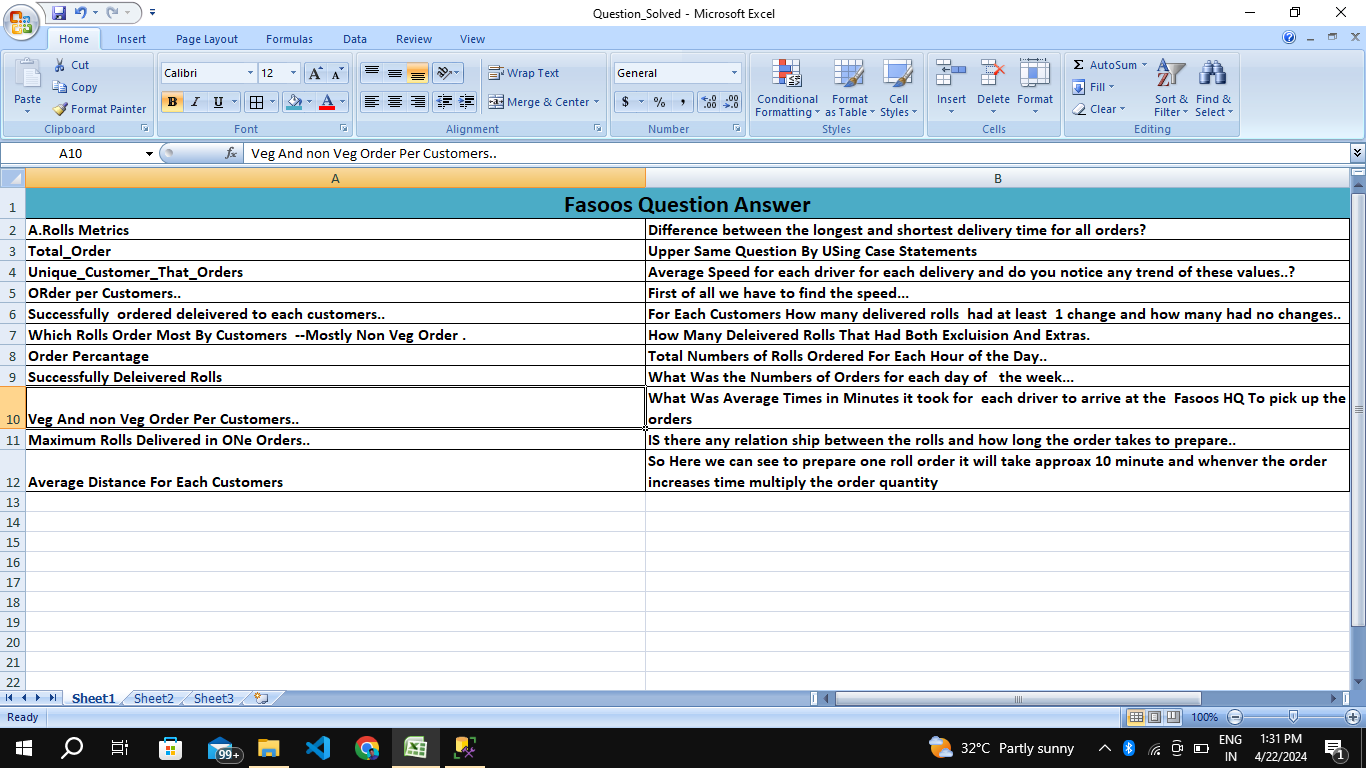 Question_Solved - Microsoft Excel
Home Insert Page Layout Formulas Data Review View
Paste
Cut
Copy
Format Painter
Clipboard
Calibri 12
B I U
Font
Wrap Text
Merge & Center
Alignment
General
$ % ,
Number
Conditional Formatting
Format as Table
Cell Styles
Styles
Insert Delete Format
Cells
Σ AutoSum
Fill
Clear
Sort & Filter
Find & Select
Editing
A10 fx Veg And non Veg Order Per Customers..
A B
1 Fasoos Question Answer
2 A.Rolls Metrics Difference between the longest and shortest delivery time for all orders?
3 Total_Order Upper Same Question By USing Case Statements
4 Unique_Customer_That_Orders Average Speed for each driver for each delivery and do you notice any trend of these values..?
5 ORder per Customers.. First of all we have to find the speed...
6 Successfully  ordered deleivered to each customers.. For Each Customers How many delivered rolls  had at least  1 change and how many had no changes..
7 Which Rolls Order Most By Customers  --Mostly Non Veg Order . How Many Deleivered Rolls That Had Both Excluision And Extras.
8 Order Percantage Total Numbers of Rolls Ordered For Each Hour of the Day..
9 Successfully Deleivered Rolls What Was the Numbers of Orders for each day of   the week...
What Was Average Times in Minutes it took for  each driver to arrive at the  Fasoos HQ To pick up the
10 Veg And non Veg Order Per Customers.. orders
11 Maximum Rolls Delivered in ONe Orders.. IS there any relation ship between the rolls and how long the order takes to prepare..
So Here we can see to prepare one roll order it will take approax 10 minute and whenver the order
12 Average Distance For Each Customers increases time multiply the order quantity
13
14
15
16
17
18
19
20
21
22
Sheet1 Sheet2 Sheet3
Ready 100%
99+ 32°C Partly sunny ENG IN 1:31 PM 4/22/2024 1